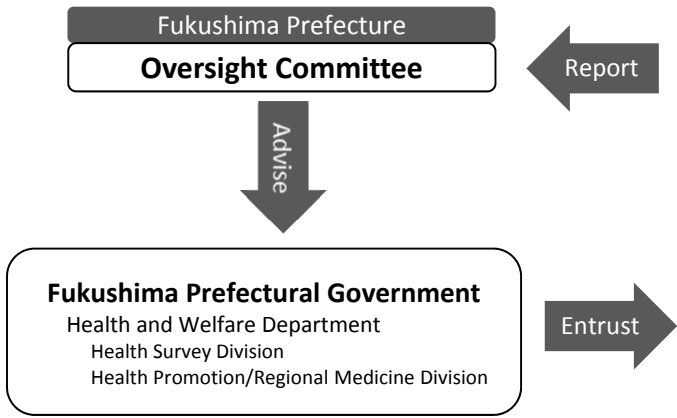 Fukushima Prefecture
Oversight Committee
Report
Advise
Fukushima Prefectural Government
Health and Welfare Department
Health Survey Division
Health Promotion/Regional Medicine Division
Entrust